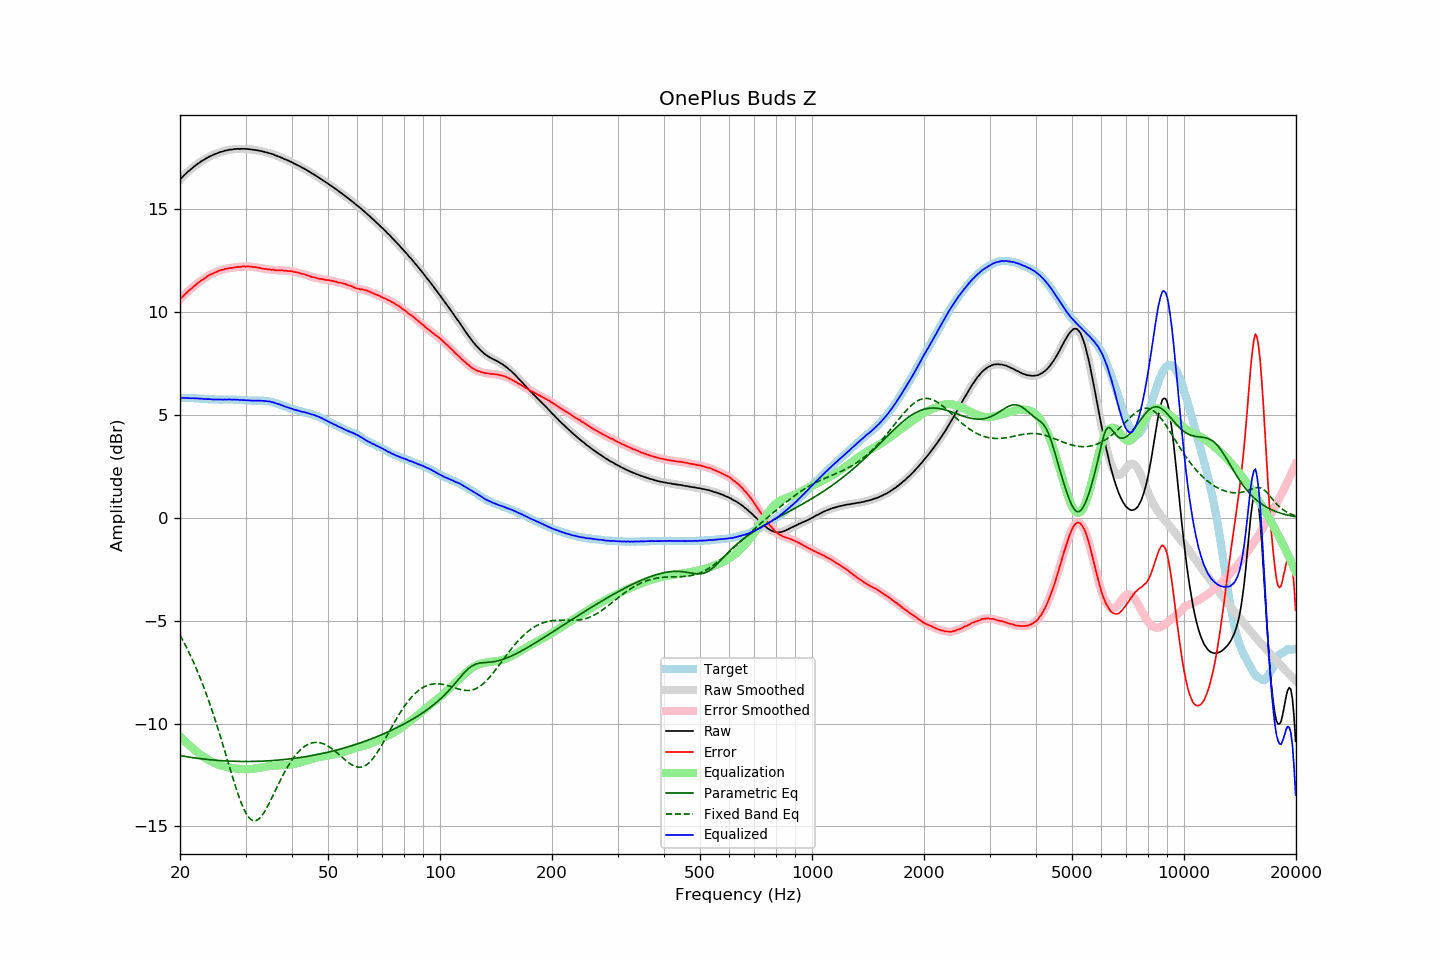 OnePlus Buds Z
Amplitude (dBr)
15
10
5
0
−5
−10
−15
20
50
100
200
500
1000
2000
5000
10000
20000
Frequency (Hz)
Target
Raw Smoothed
Error Smoothed
Raw
Error
Equalization
Parametric Eq
Fixed Band Eq
Equalized